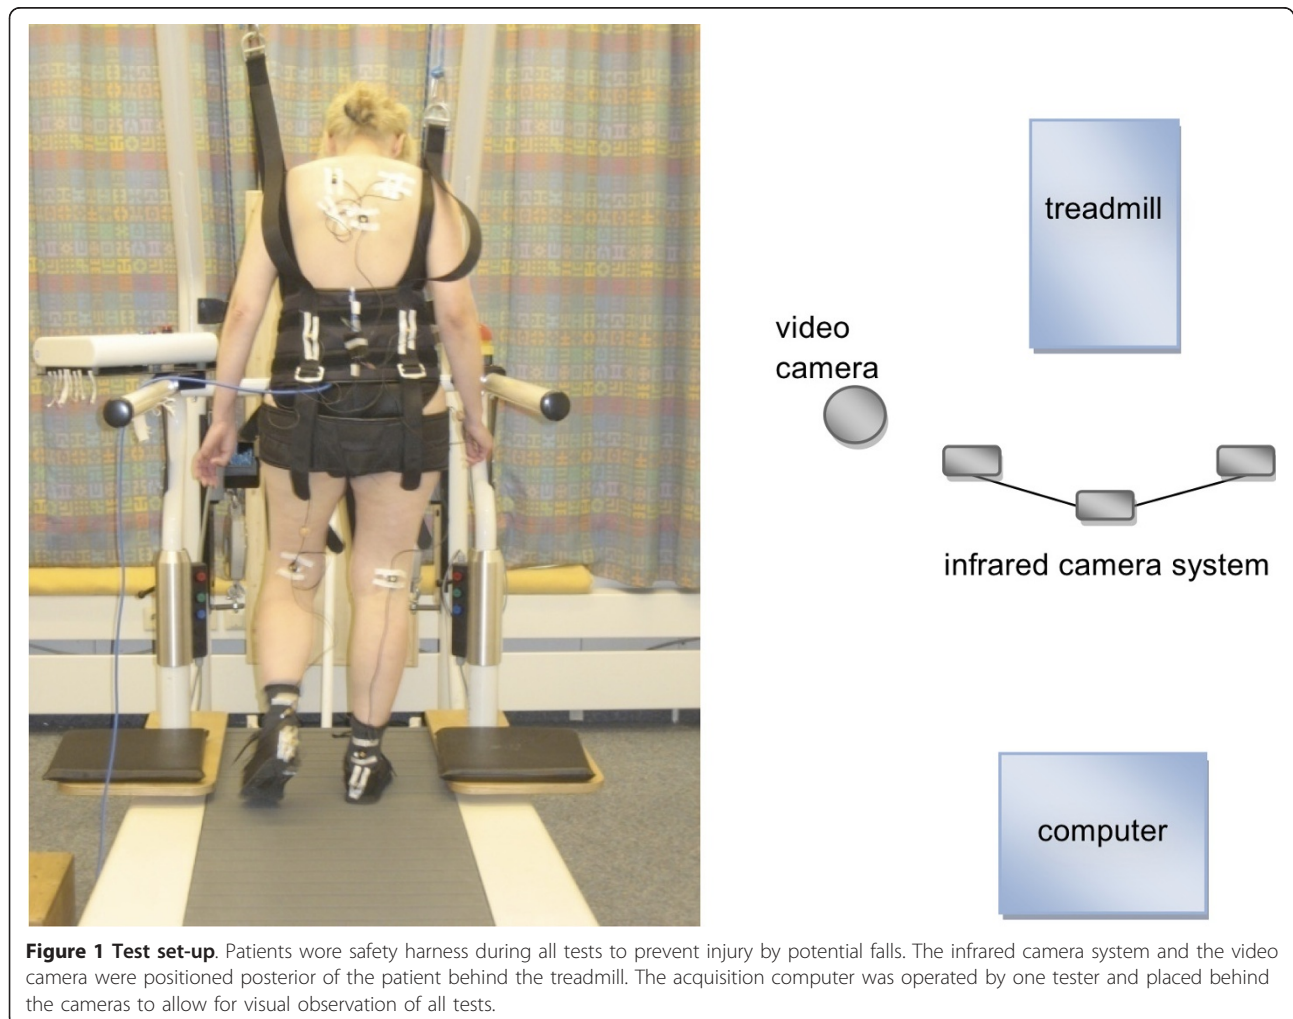 treadmill
video
camera
infrared camera system
computer
Figure 1 Test set-up. Patients wore safety harness during all tests to prevent injury by potential falls. The infrared camera system and the video
camera were positioned posterior of the patient behind the treadmill. The acquisition computer was operated by one tester and placed behind
the cameras to allow for visual observation of all tests.